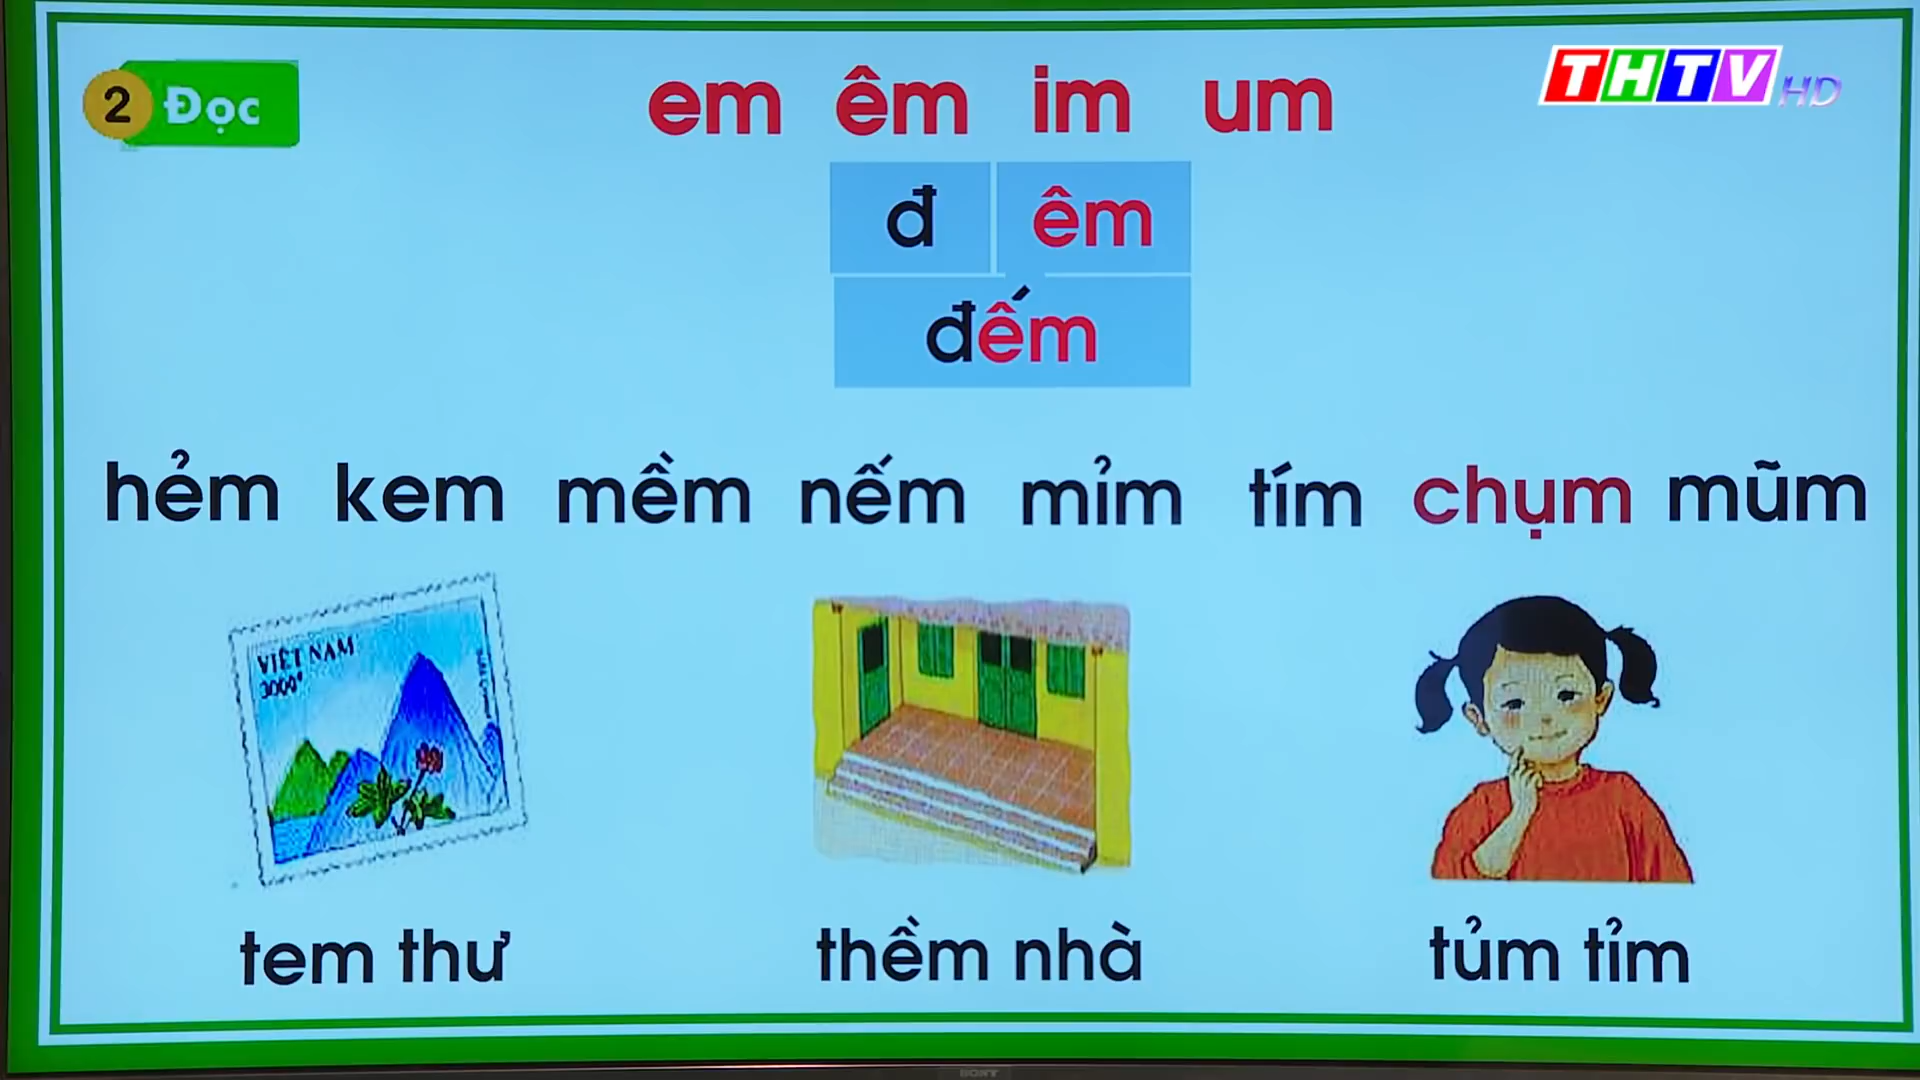 2 Đọc
em êm im um
THTV HD
đ êm
đếm
hẻm kem mềm nếm mỉm tím chụm mũm
VIỆT NAM
3000đ
tem thư
thềm nhà
tủm tỉm
SONY